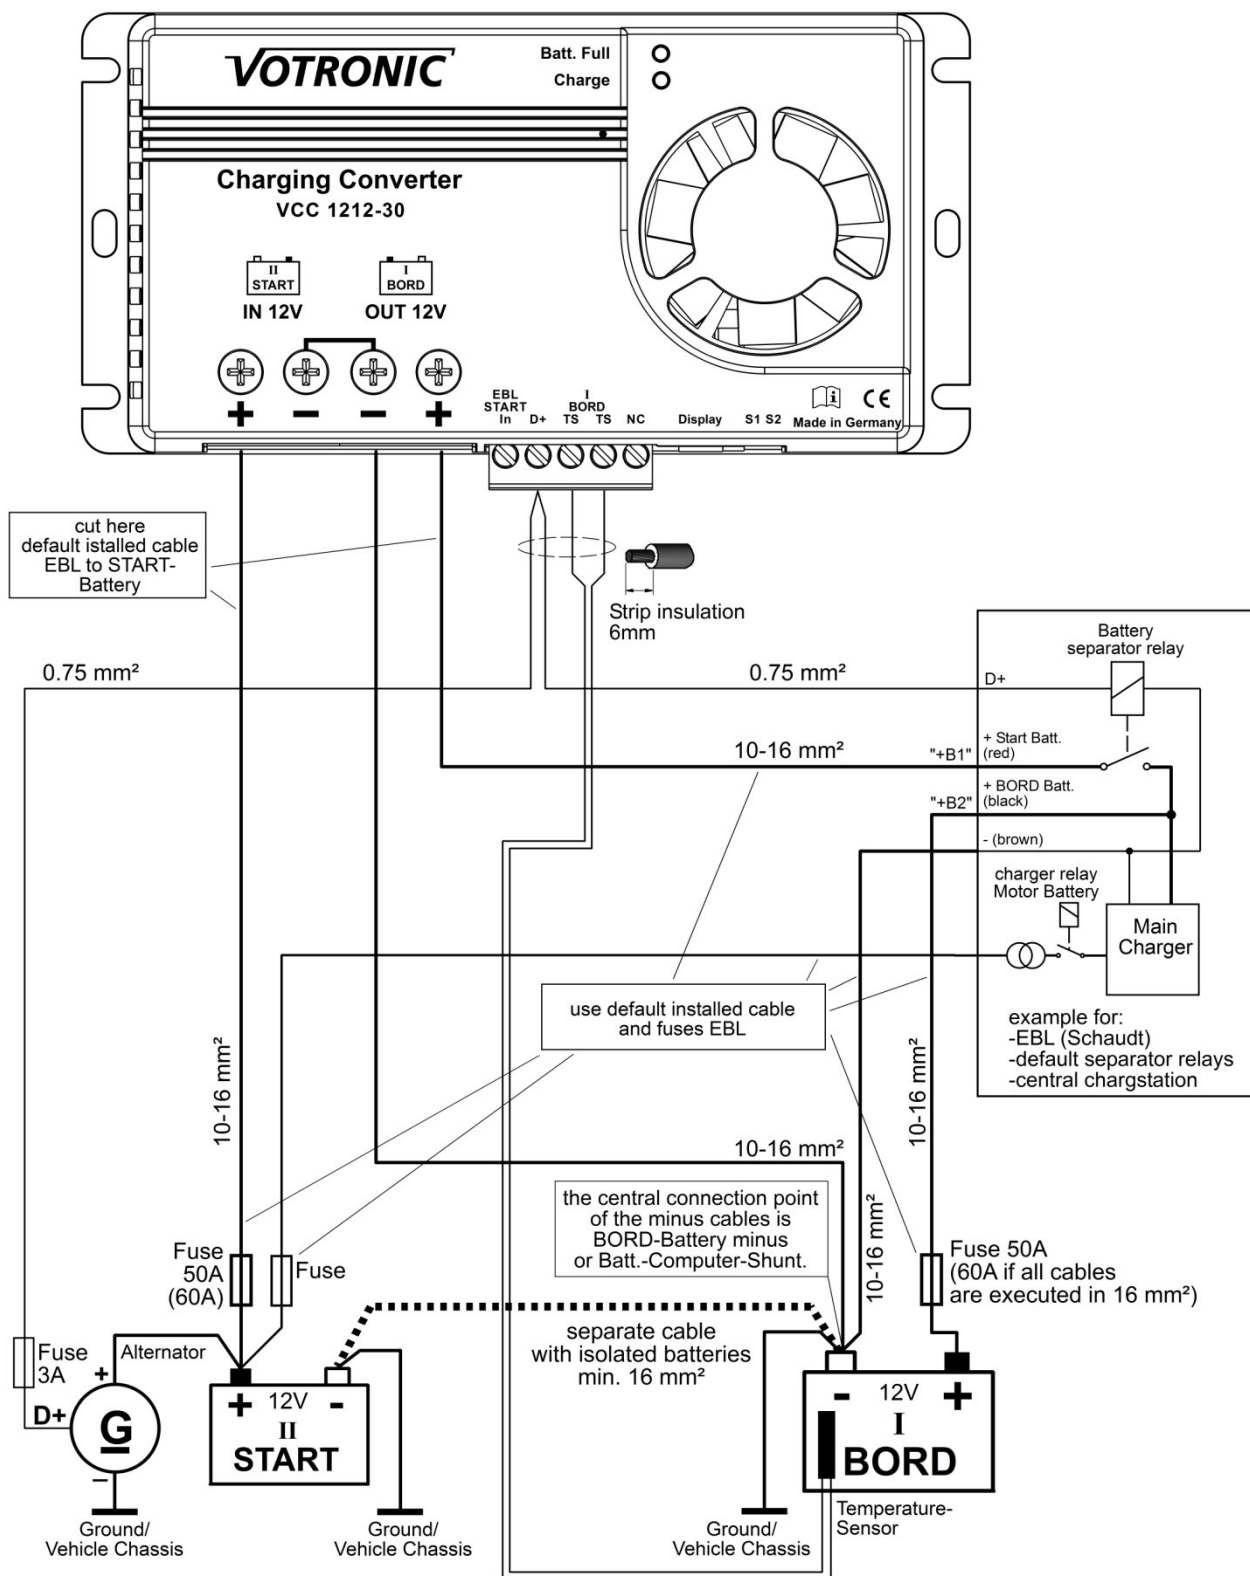 VOTRONIC
Batt. Full
Charge
Charging Converter
VCC 1212-30
II
START
I
BORD
IN 12V
OUT 12V
+ − − +
EBL
START
In
D+
I
BORD
TS TS
NC
Display
S1 S2
i
CE
Made in Germany
cut here
default istalled cable
EBL to START-
Battery
Strip insulation
6mm
0.75 mm²
0.75 mm²
Battery
separator relay
D+
10-16 mm²
"+B1"
+ Start Batt.
(red)
"+B2"
+ BORD Batt.
(black)
- (brown)
charger relay
Motor Battery
Main
Charger
use default installed cable
and fuses EBL
example for:
-EBL (Schaudt)
-default separator relays
-central chargstation
10-16 mm²
10-16 mm²
10-16 mm²
10-16 mm²
the central connection point
of the minus cables is
BORD-Battery minus
or Batt.-Computer-Shunt.
Fuse
50A
(60A)
Fuse
Fuse 50A
(60A if all cables
are executed in 16 mm²)
separate cable
with isolated batteries
min. 16 mm²
Fuse
3A
Alternator
+
D+
G
−
+ 12V -
II
START
- 12V +
I
BORD
Temperature-
Sensor
Ground/
Vehicle Chassis
Ground/
Vehicle Chassis
Ground/
Vehicle Chassis